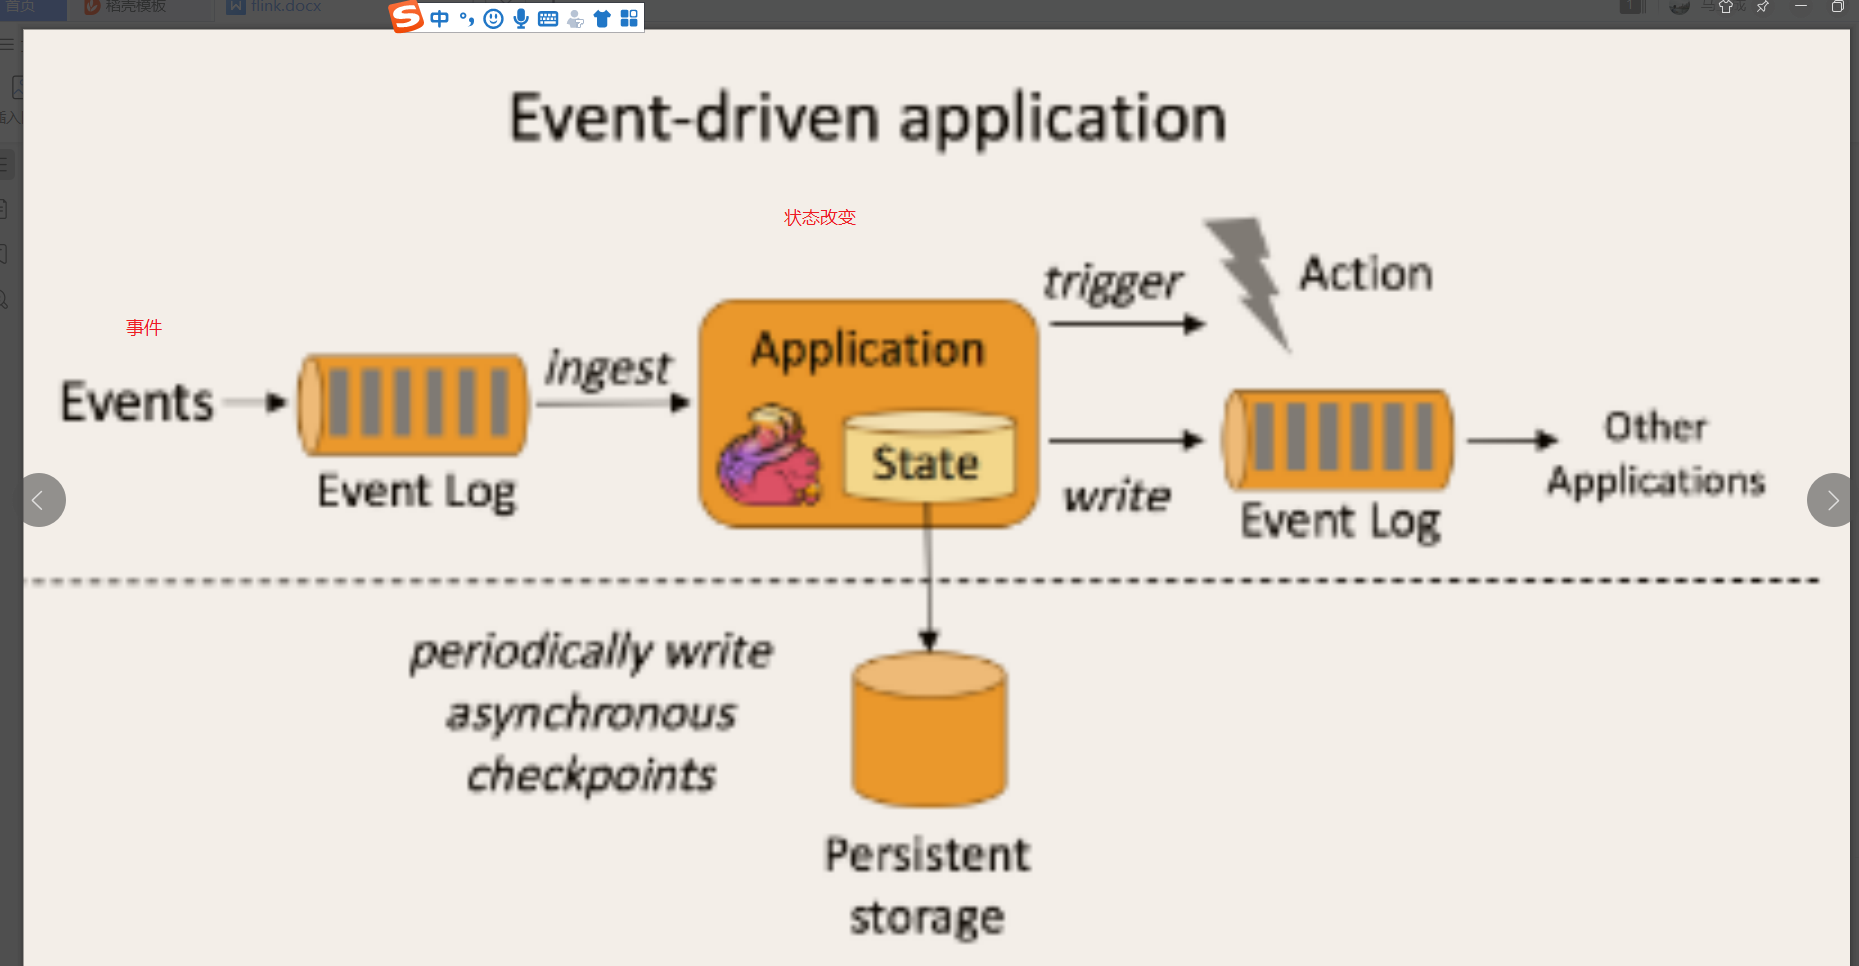 首页
稻壳模板
flink.docx
中
Event-driven application
状态改变
trigger
Action
事件
Application
ingest
Events
State
Other
Applications
Event Log
write
Event Log
periodically write
asynchronous
checkpoints
Persistent
storage